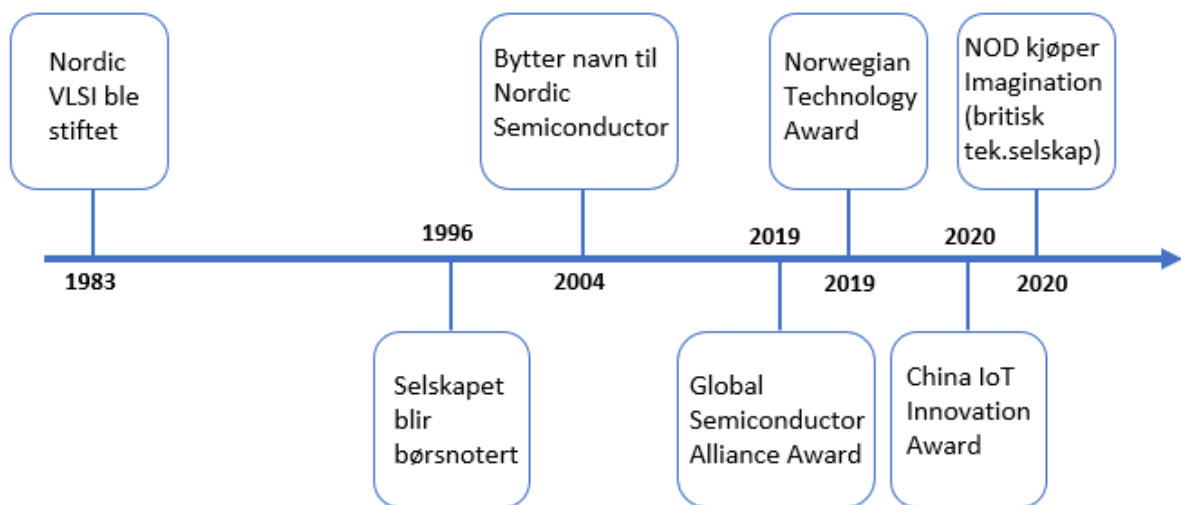 Nordic
VLSI ble
stiftet
Bytter navn til
Nordic
Semiconductor
Norwegian
Technology
Award
NOD kjøper
Imagination
(britisk
tek.selskap)
1996
2019
2020
1983
2004
2019
2020
Selskapet
blir
børsnotert
Global
Semiconductor
Alliance Award
China IoT
Innovation
Award